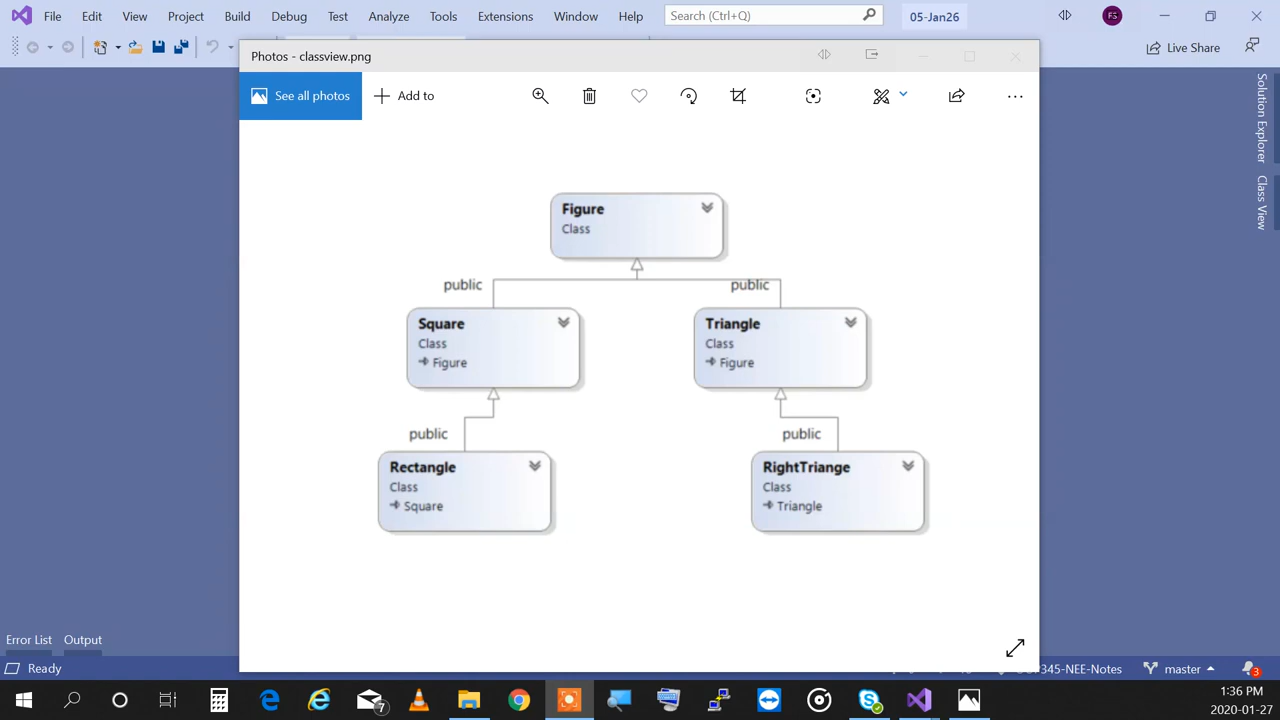 File Edit View Project Build Debug Test Analyze Tools Extensions Window Help Search (Ctrl+Q) 05-Jan26 FS
Live Share
Photos - classview.png
See all photos Add to
Solution Explorer
Class View
Figure
Class
public public
Square
Class
Figure
Triangle
Class
Figure
public public
Rectangle
Class
Square
RightTriange
Class
Triangle
Error List Output
Ready
345-NEE-Notes master 3
7
1:36 PM
2020-01-27